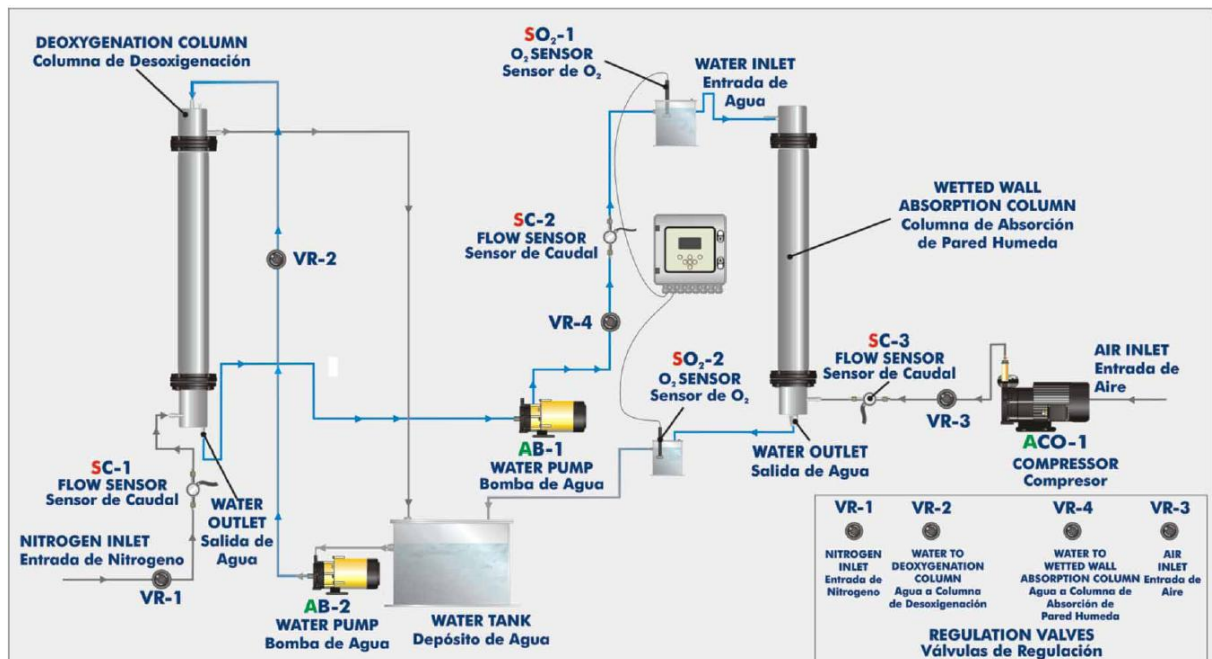 DEOXYGENATION COLUMN
Columna de Desoxigenación
SO₂-1
O₂ SENSOR
Sensor de O₂
WATER INLET
Entrada de
Agua
WETTED WALL
ABSORPTION COLUMN
Columna de Absorción
de Pared Humeda
SC-2
FLOW SENSOR
Sensor de Caudal
VR-2
VR-4
SO₂-2
O₂ SENSOR
Sensor de O₂
SC-3
FLOW SENSOR
Sensor de Caudal
AIR INLET
Entrada de
Aire
VR-3
AB-1
WATER PUMP
Bomba de Agua
WATER OUTLET
Salida de Agua
ACO-1
COMPRESSOR
Compresor
SC-1
FLOW SENSOR
Sensor de Caudal
WATER
OUTLET
Salida de
Agua
NITROGEN INLET
Entrada de Nitrogeno
VR-1
AB-2
WATER PUMP
Bomba de Agua
WATER TANK
Depósito de Agua
VR-1
NITROGEN
INLET
Entrada de
Nitrogeno
VR-2
WATER TO
DEOXYGENATION
COLUMN
Agua a Columna
de Desoxigenación
VR-4
WATER TO
WETTED WALL
ABSORPTION COLUMN
Agua a Columna de
Absorción de
Pared Humeda
VR-3
AIR
INLET
Entrada de
Aire
REGULATION VALVES
Válvulas de Regulación